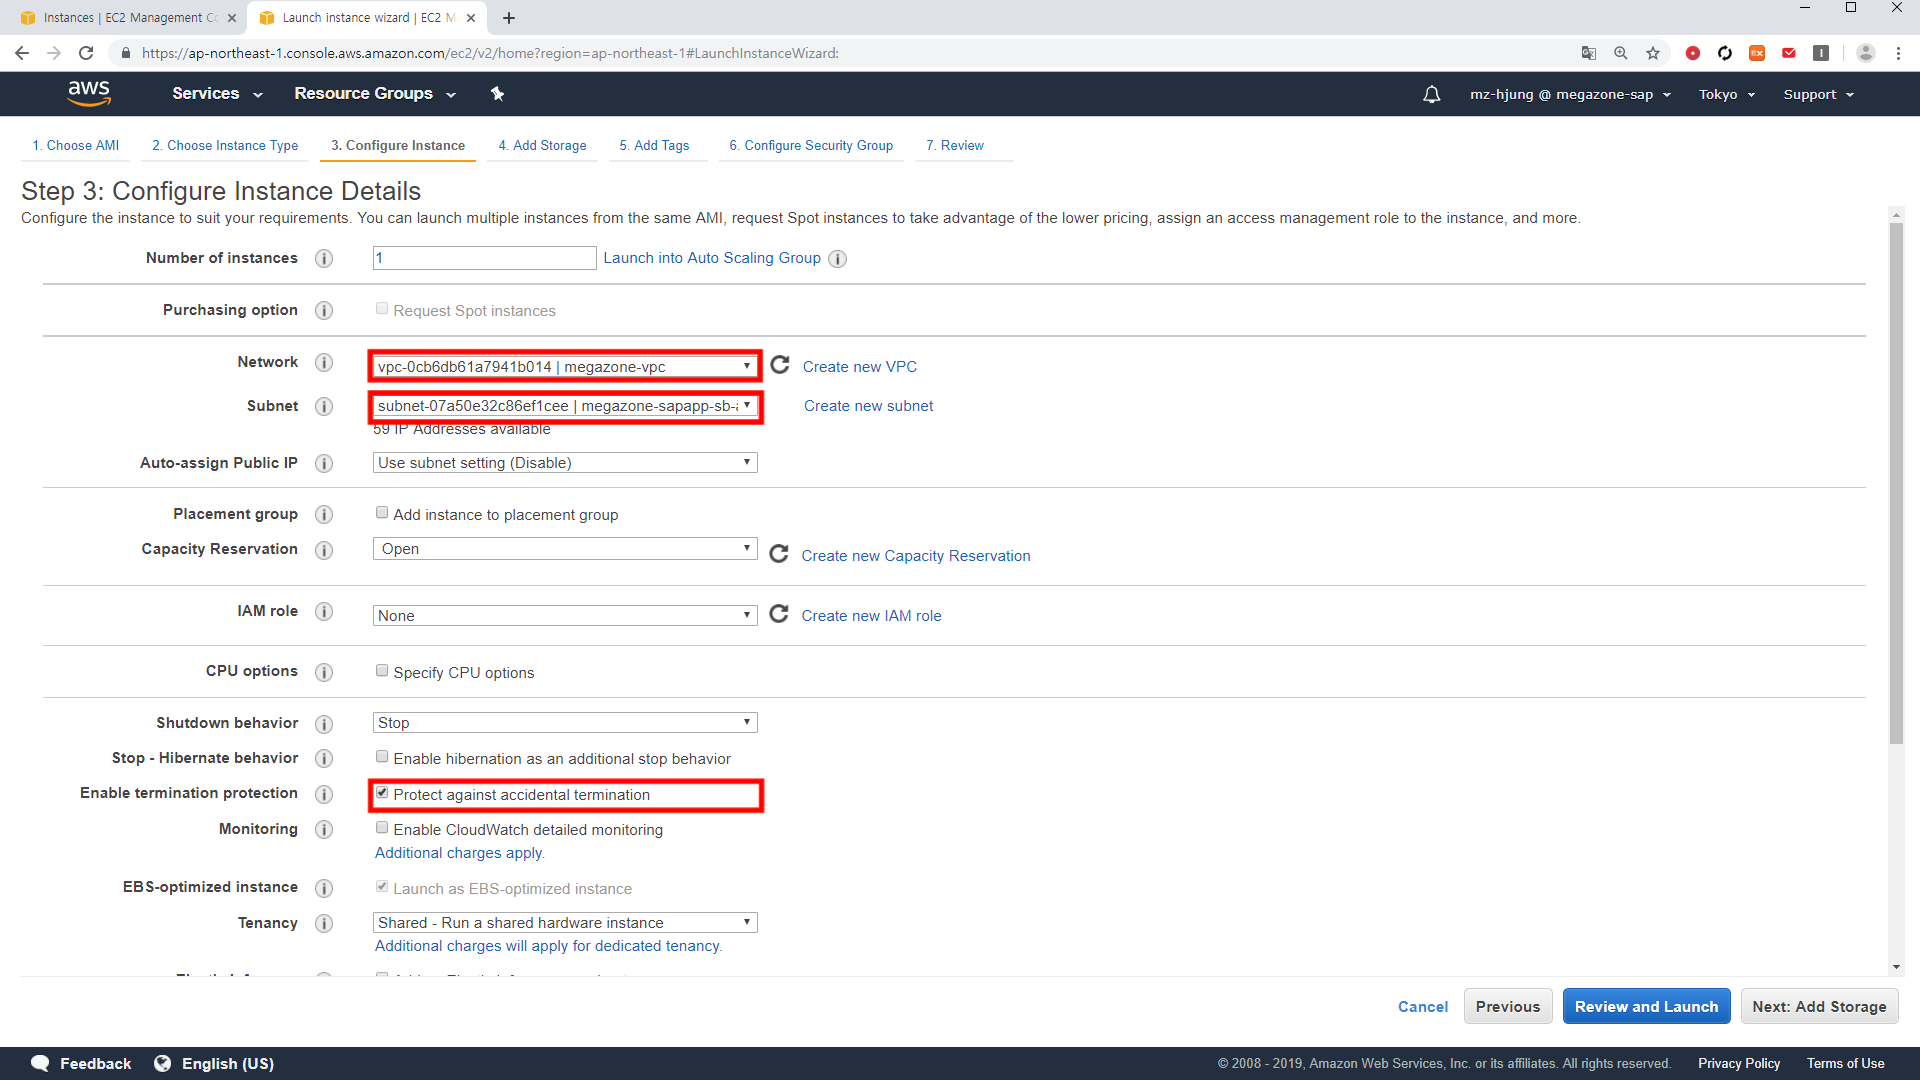 Instances | EC2 Management Co
Launch instance wizard | EC2 M
https://ap-northeast-1.console.aws.amazon.com/ec2/v2/home?region=ap-northeast-1#LaunchInstanceWizard:
aws
Services
Resource Groups
mz-hjung @ megazone-sap
Tokyo
Support
1. Choose AMI
2. Choose Instance Type
3. Configure Instance
4. Add Storage
5. Add Tags
6. Configure Security Group
7. Review
Step 3: Configure Instance Details
Configure the instance to suit your requirements. You can launch multiple instances from the same AMI, request Spot instances to take advantage of the lower pricing, assign an access management role to the instance, and more.
Number of instances
1
Launch into Auto Scaling Group
Purchasing option
Request Spot instances
Network
vpc-0cb6db61a7941b014 | megazone-vpc
Create new VPC
Subnet
subnet-07a50e32c86ef1cee | megazone-sapapp-sb-a
Create new subnet
59 IP Addresses available
Auto-assign Public IP
Use subnet setting (Disable)
Placement group
Add instance to placement group
Capacity Reservation
Open
Create new Capacity Reservation
IAM role
None
Create new IAM role
CPU options
Specify CPU options
Shutdown behavior
Stop
Stop - Hibernate behavior
Enable hibernation as an additional stop behavior
Enable termination protection
Protect against accidental termination
Monitoring
Enable CloudWatch detailed monitoring
Additional charges apply.
EBS-optimized instance
Launch as EBS-optimized instance
Tenancy
Shared - Run a shared hardware instance
Additional charges will apply for dedicated tenancy.
Cancel
Previous
Review and Launch
Next: Add Storage
Feedback
English (US)
© 2008 - 2019, Amazon Web Services, Inc. or its affiliates. All rights reserved.
Privacy Policy
Terms of Use